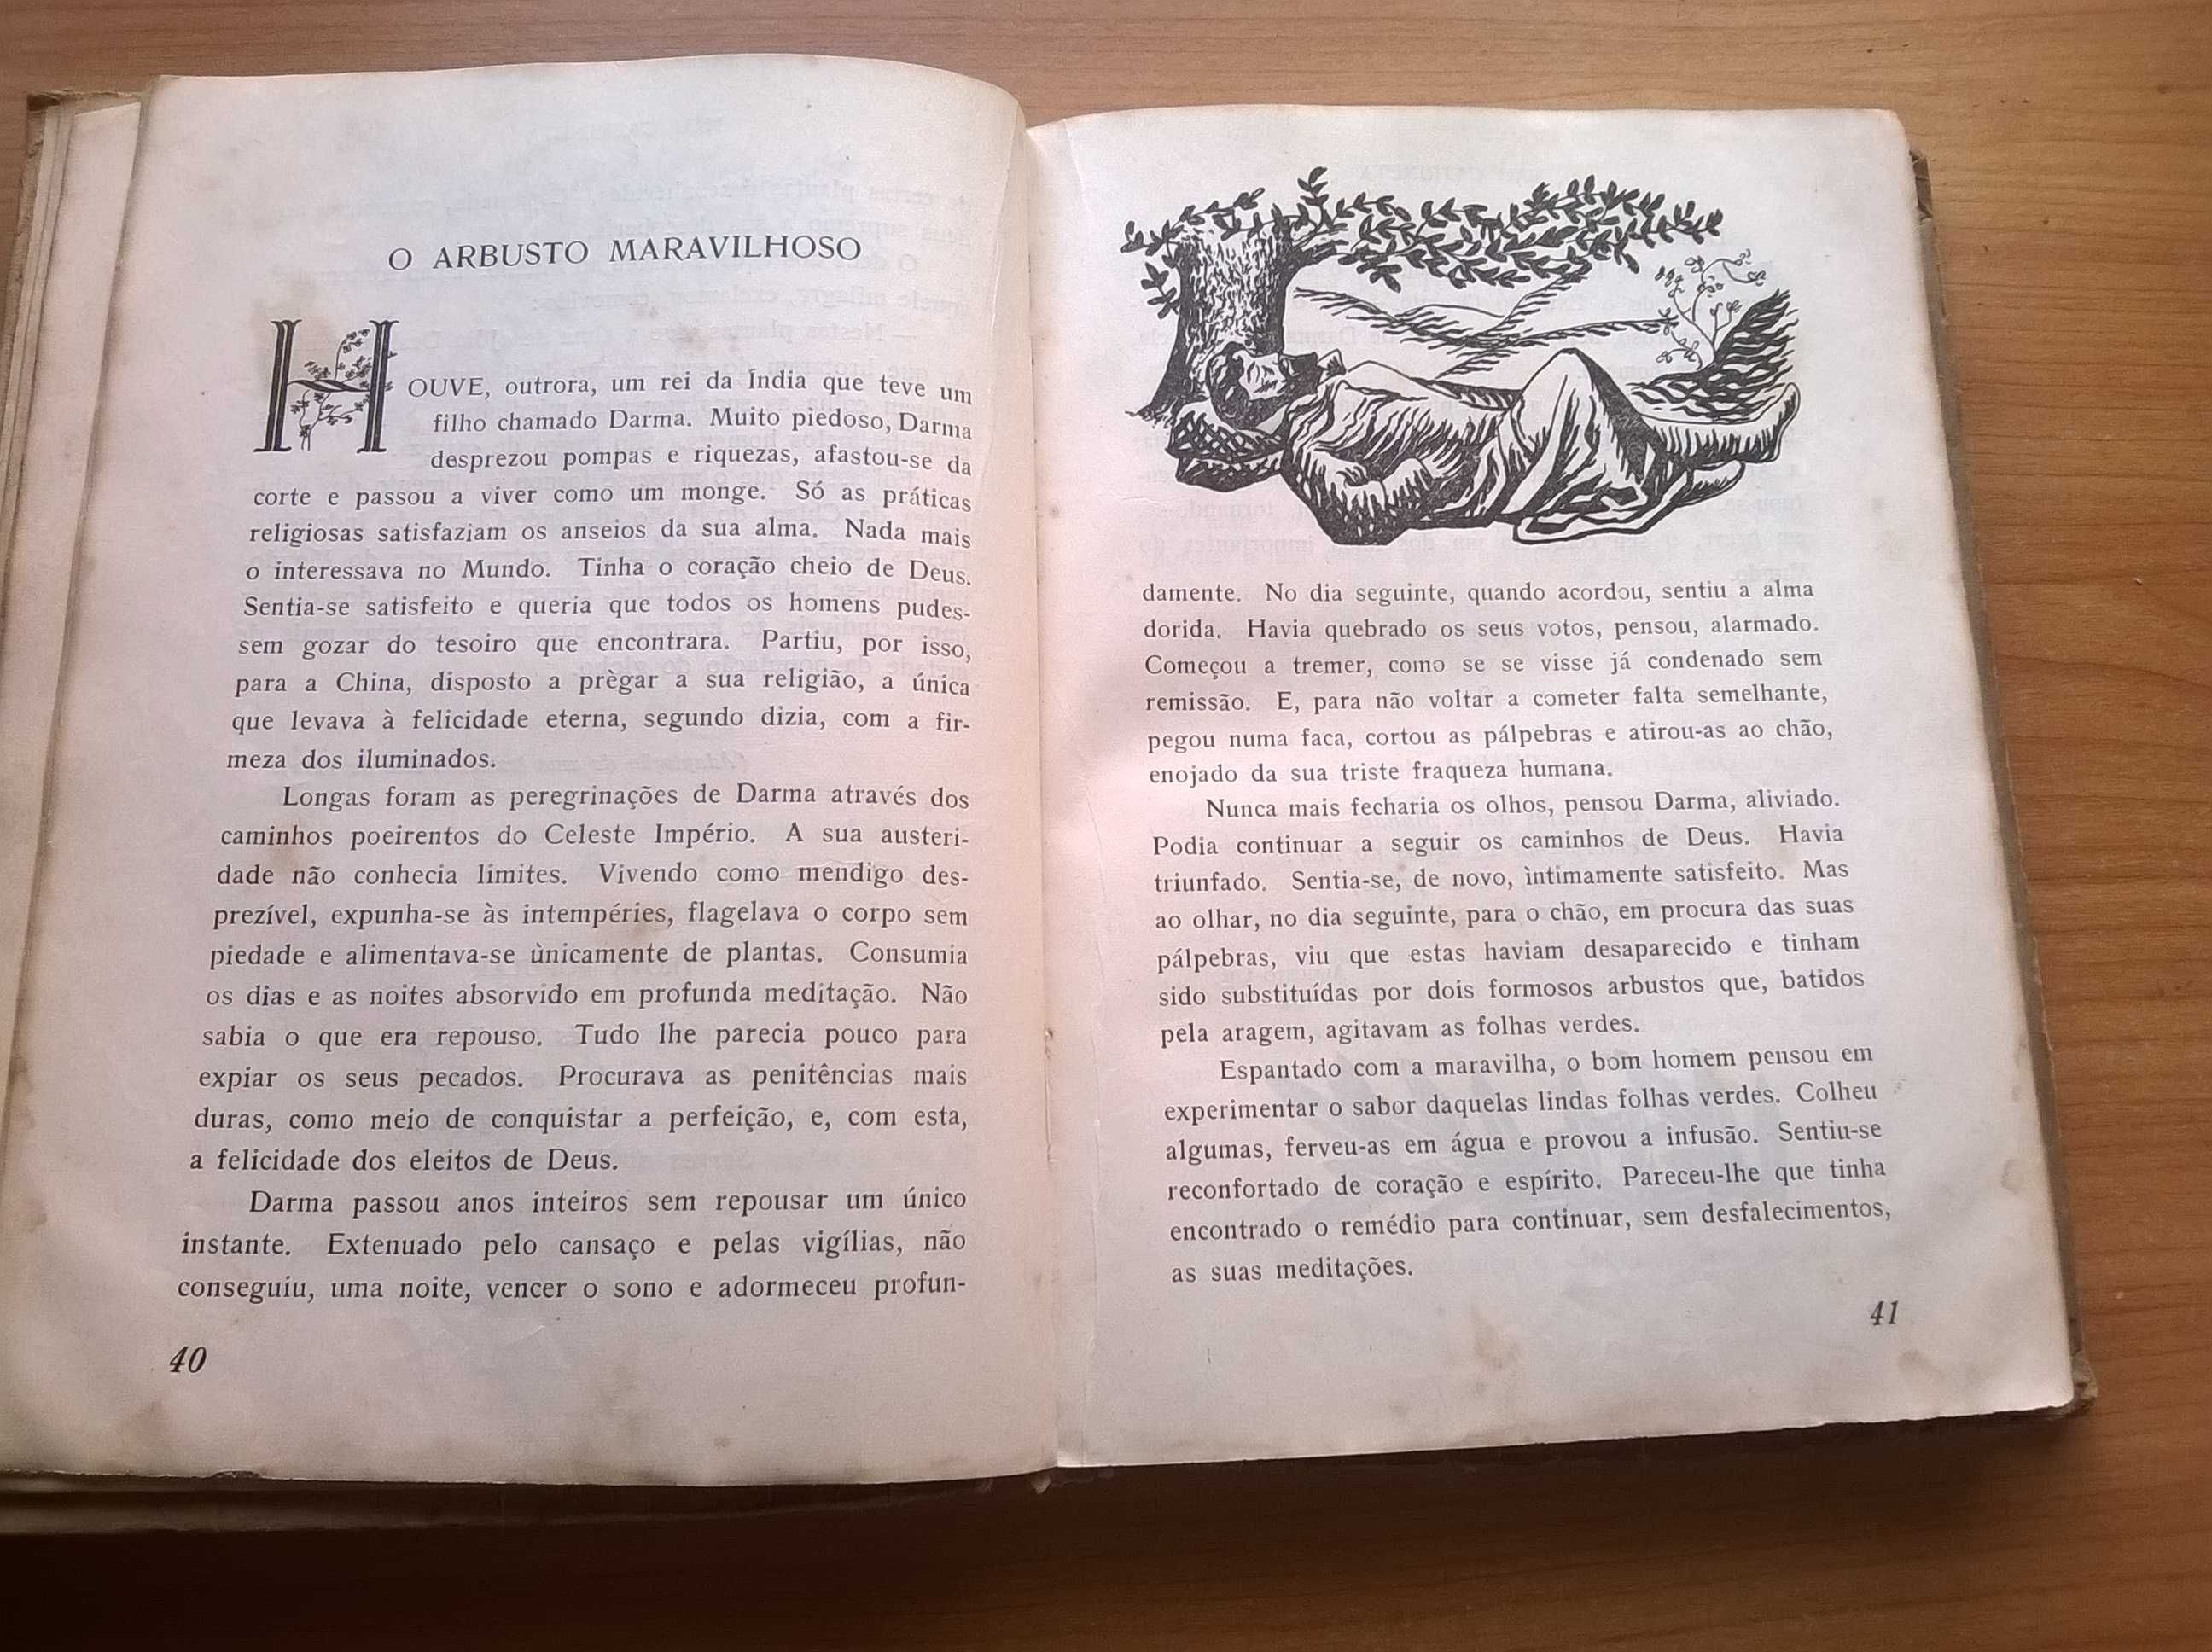 O ARBUSTO MARAVILHOSO
HOUVE, outrora, um rei da Índia que teve um
filho chamado Darma. Muito piedoso, Darma
desprezou pompas e riquezas, afastou-se da
corte e passou a viver como um monge. Só as práticas
religiosas satisfaziam os anseios da sua alma. Nada mais
o interessava no Mundo. Tinha o coração cheio de Deus.
Sentia-se satisfeito e queria que todos os homens pudes-
sem gozar do tesoiro que encontrara. Partiu, por isso,
para a China, disposto a prègar a sua religião, a única
que levava à felicidade eterna, segundo dizia, com a fir-
meza dos iluminados.
Longas foram as peregrinações de Darma através dos
caminhos poeirentos do Celeste Império. A sua austeri-
dade não conhecia limites. Vivendo como mendigo des-
prezível, expunha-se às intempéries, flagelava o corpo sem
piedade e alimentava-se ùnicamente de plantas. Consumia
os dias e as noites absorvido em profunda meditação. Não
sabia o que era repouso. Tudo lhe parecia pouco para
expiar os seus pecados. Procurava as penitências mais
duras, como meio de conquistar a perfeição, e, com esta,
a felicidade dos eleitos de Deus.
Darma passou anos inteiros sem repousar um único
instante. Extenuado pelo cansaço e pelas vigílias, não
conseguiu, uma noite, vencer o sono e adormeceu profun-
40
damente. No dia seguinte, quando acordou, sentiu a alma
dorida. Havia quebrado os seus votos, pensou, alarmado.
Começou a tremer, como se se visse já condenado sem
remissão. E, para não voltar a cometer falta semelhante,
pegou numa faca, cortou as pálpebras e atirou-as ao chão,
enojado da sua triste fraqueza humana.
Nunca mais fecharia os olhos, pensou Darma, aliviado.
Podia continuar a seguir os caminhos de Deus. Havia
triunfado. Sentia-se, de novo, ìntimamente satisfeito. Mas
ao olhar, no dia seguinte, para o chão, em procura das suas
pálpebras, viu que estas haviam desaparecido e tinham
sido substituídas por dois formosos arbustos que, batidos
pela aragem, agitavam as folhas verdes.
Espantado com a maravilha, o bom homem pensou em
experimentar o sabor daquelas lindas folhas verdes. Colheu
algumas, ferveu-as em água e provou a infusão. Sentiu-se
reconfortado de coração e espírito. Pareceu-lhe que tinha
encontrado o remédio para continuar, sem desfalecimentos,
as suas meditações.
41